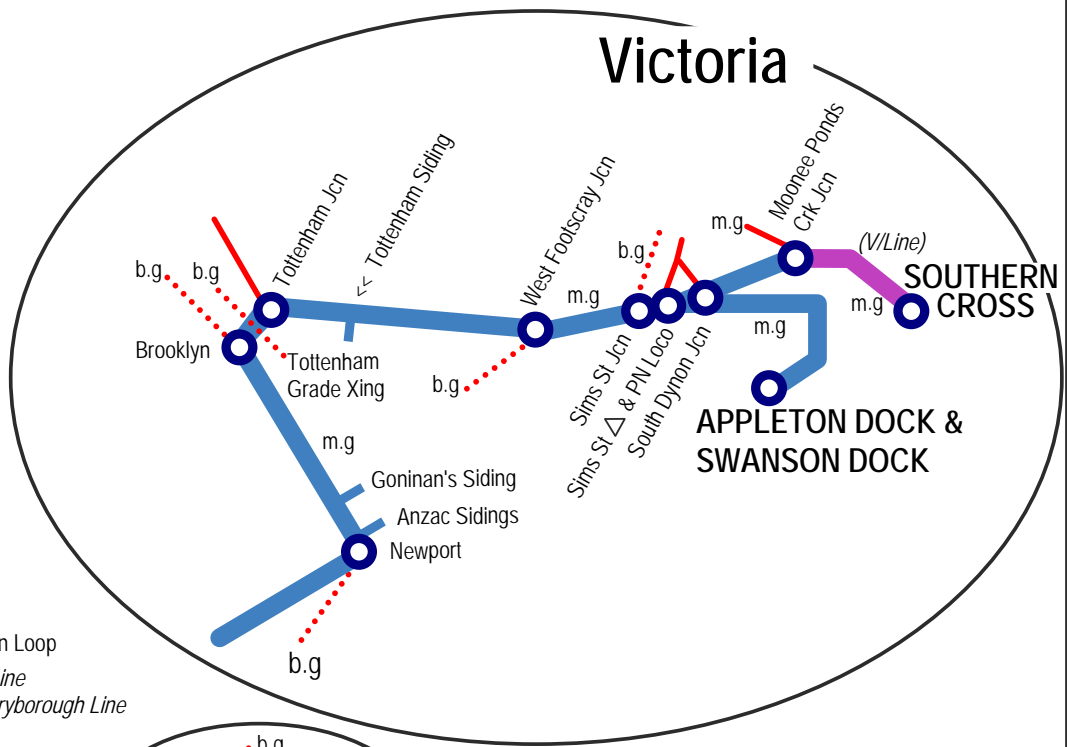 Victoria
Moonee Ponds
Crk Jcn
Tottenham Jcn
<< Tottenham Siding
West Footscray Jcn
m.g
(V/Line)
b.g
b.g
b.g
SOUTHERN
CROSS
m.g
m.g
m.g
Brooklyn
Tottenham
Grade Xing
b.g
Sims St Jcn
Sims St △ & PN Loco
South Dynon Jcn
APPLETON DOCK &
SWANSON DOCK
m.g
Goninan's Siding
Anzac Sidings
Newport
b.g
n Loop
ine
ryborough Line
b.g